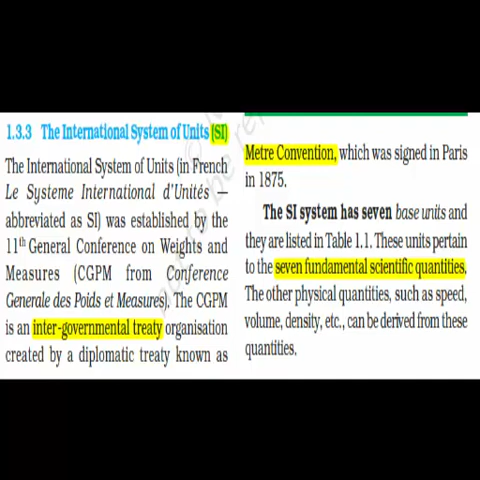 1.3.3 The International System of Units (SI)
The International System of Units (in French
Le Systeme International d'Unités —
abbreviated as SI) was established by the
11th General Conference on Weights and
Measures (CGPM from Conference
Generale des Poids et Measures). The CGPM
is an inter-governmental treaty organisation
created by a diplomatic treaty known as
Metre Convention, which was signed in Paris
in 1875.
The SI system has seven base units and
they are listed in Table 1.1. These units pertain
to the seven fundamental scientific quantities.
The other physical quantities, such as speed,
volume, density, etc., can be derived from these
quantities.